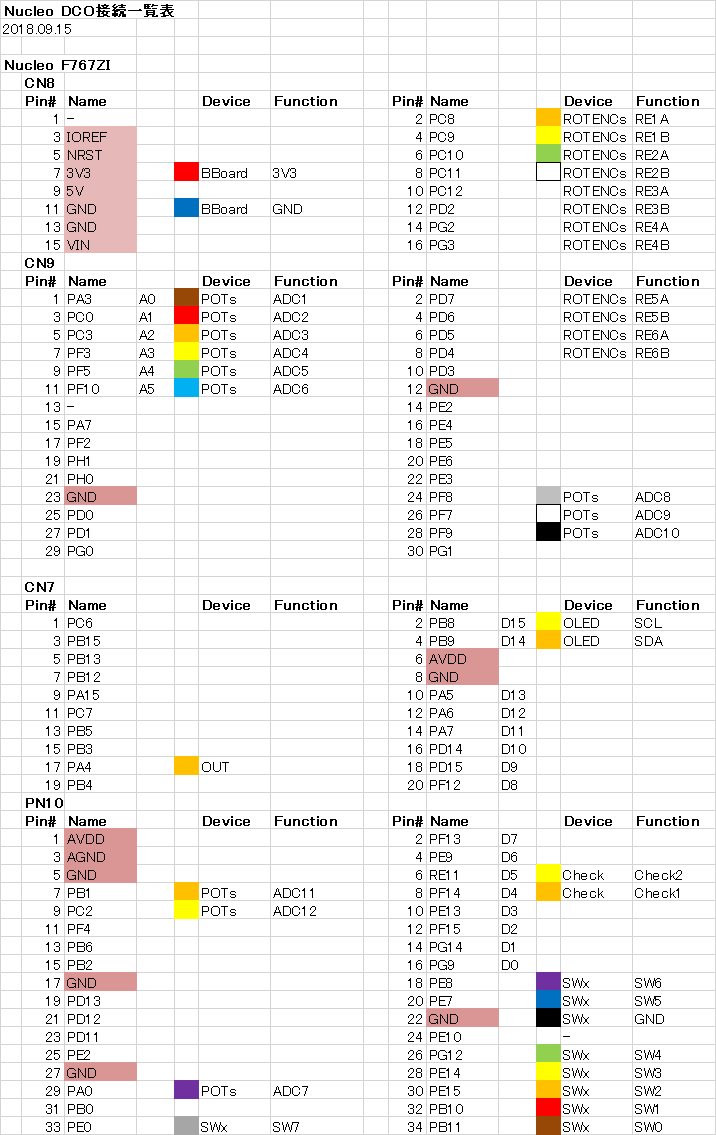 Nucleo DCO接続一覧表
2018.09.15
Nucleo F767ZI
CN8
Pin# Name Device Function Pin# Name Device Function
1 - 2 PC8 ROTENCs RE1A
3 IOREF 4 PC9 ROTENCs RE1B
5 NRST 6 PC10 ROTENCs RE2A
7 3V3 BBoard 3V3 8 PC11 ROTENCs RE2B
9 5V 10 PC12 ROTENCs RE3A
11 GND BBoard GND 12 PD2 ROTENCs RE3B
13 GND 14 PG2 ROTENCs RE4A
15 VIN 16 PG3 ROTENCs RE4B
CN9
Pin# Name Device Function Pin# Name Device Function
1 PA3 A0 POTs ADC1 2 PD7 ROTENCs RE5A
3 PC0 A1 POTs ADC2 4 PD6 ROTENCs RE5B
5 PC3 A2 POTs ADC3 6 PD5 ROTENCs RE6A
7 PF3 A3 POTs ADC4 8 PD4 ROTENCs RE6B
9 PF5 A4 POTs ADC5 10 PD3
11 PF10 A5 POTs ADC6 12 GND
13 - 14 PE2
15 PA7 16 PE4
17 PF2 18 PE5
19 PH1 20 PE6
21 PH0 22 PE3
23 GND 24 PF8 POTs ADC8
25 PD0 26 PF7 POTs ADC9
27 PD1 28 PF9 POTs ADC10
29 PG0 30 PG1
CN7
Pin# Name Device Function Pin# Name Device Function
1 PC6 2 PB8 D15 OLED SCL
3 PB15 4 PB9 D14 OLED SDA
5 PB13 6 AVDD
7 PB12 8 GND
9 PA15 10 PA5 D13
11 PC7 12 PA6 D12
13 PB5 14 PA7 D11
15 PB3 16 PD14 D10
17 PA4 OUT 18 PD15 D9
19 PB4 20 PF12 D8
PN10
Pin# Name Device Function Pin# Name Device Function
1 AVDD 2 PF13 D7
3 AGND 4 PE9 D6
5 GND 6 RE11 D5 Check Check2
7 PB1 POTs ADC11 8 PF14 D4 Check Check1
9 PC2 POTs ADC12 10 PE13 D3
11 PF4 12 PF15 D2
13 PB6 14 PG14 D1
15 PB2 16 PG9 D0
17 GND 18 PE8 SWx SW6
19 PD13 20 PE7 SWx SW5
21 PD12 22 GND SWx GND
23 PD11 24 PE10 -
25 PE2 26 PG12 SWx SW4
27 GND 28 PE14 SWx SW3
29 PA0 POTs ADC7 30 PE15 SWx SW2
31 PB0 32 PB10 SWx SW1
33 PE0 SWx SW7 34 PB11 SWx SW0